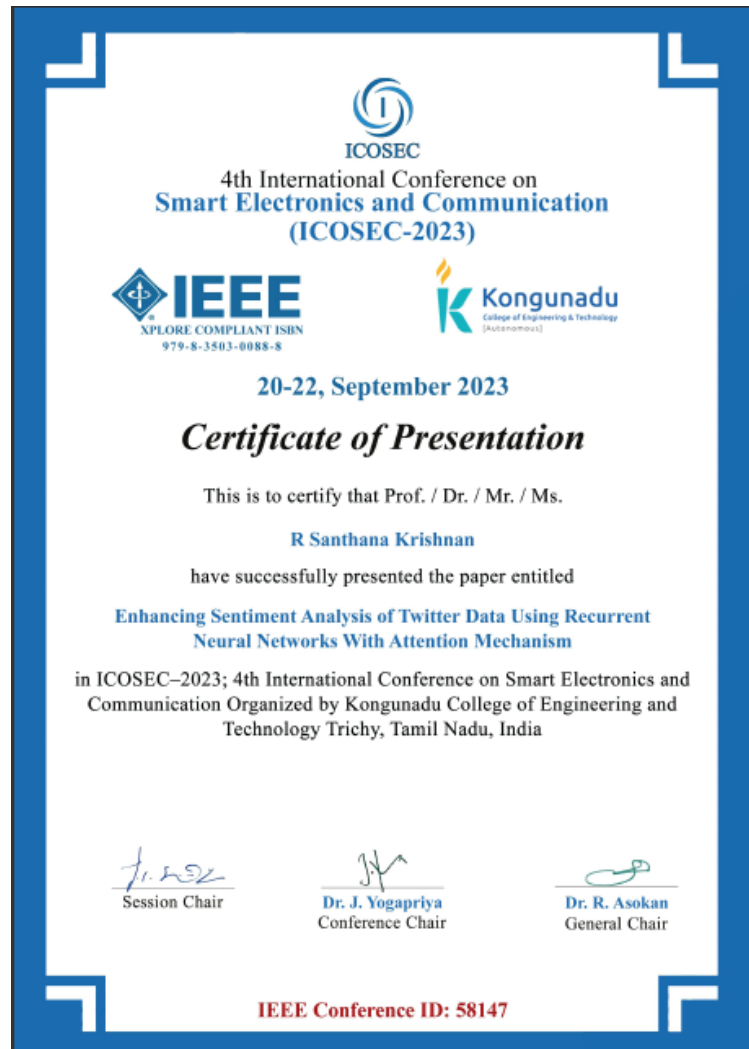 I
ICOSEC
4th International Conference on
Smart Electronics and Communication
(ICOSEC-2023)
IEEE
XPLORE COMPLIANT ISBN
979-8-3503-0088-8
Kongunadu
College of Engineering & Technology
[Autonomous]
20-22, September 2023
Certificate of Presentation
This is to certify that Prof. / Dr. / Mr. / Ms.
R Santhana Krishnan
have successfully presented the paper entitled
Enhancing Sentiment Analysis of Twitter Data Using Recurrent
Neural Networks With Attention Mechanism
in ICOSEC–2023; 4th International Conference on Smart Electronics and
Communication Organized by Kongunadu College of Engineering and
Technology Trichy, Tamil Nadu, India
Session Chair
Dr. J. Yogapriya
Conference Chair
Dr. R. Asokan
General Chair
IEEE Conference ID: 58147